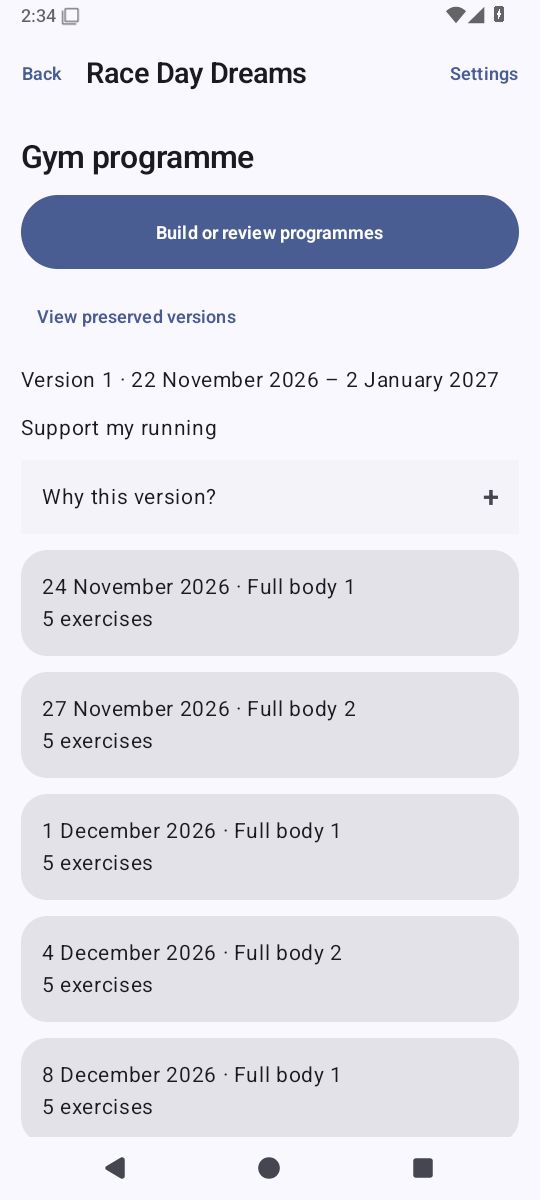 2:34
Back
Race Day Dreams
Settings
Gym programme
Build or review programmes
View preserved versions
Version 1 · 22 November 2026 – 2 January 2027
Support my running
Why this version? +
24 November 2026 · Full body 1
5 exercises
27 November 2026 · Full body 2
5 exercises
1 December 2026 · Full body 1
5 exercises
4 December 2026 · Full body 2
5 exercises
8 December 2026 · Full body 1
5 exercises